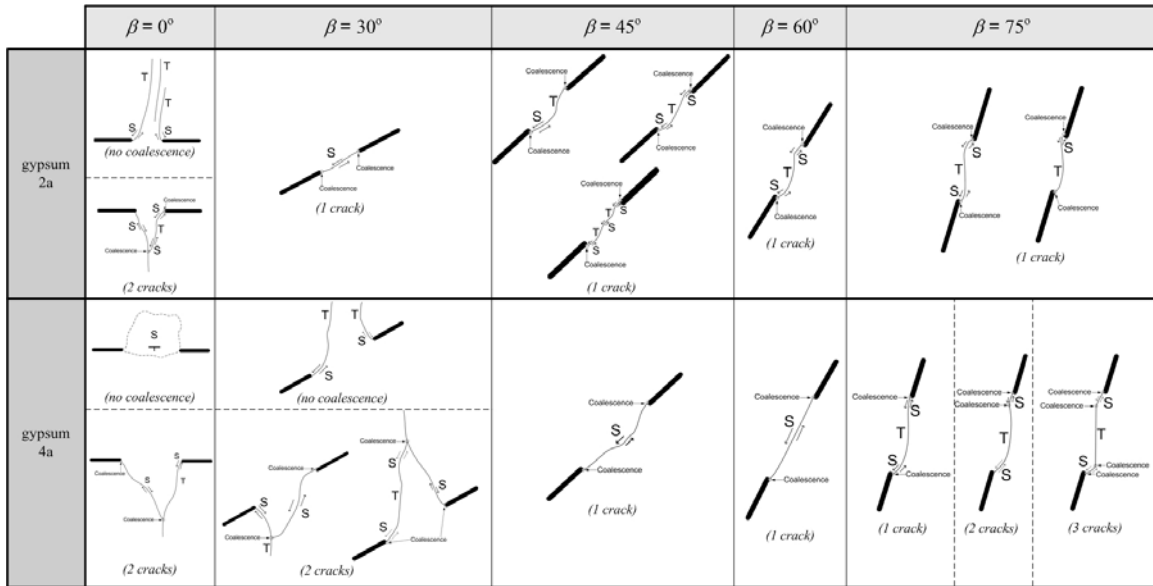 β = 0°
β = 30°
β = 45°
β = 60°
β = 75°
gypsum
2a
T
T
T
S
S
(no coalescence)
Coalescence
S
S
T
S
Coalescence
(2 cracks)
S
Coalescence
Coalescence
(1 crack)
Coalescence
T
S
Coalescence
Coalescence
S
T
S
Coalescence
Coalescence
S
T
S
T
S
Coalescence
(1 crack)
Coalescence
S
T
S
Coalescence
(1 crack)
Coalescence
S
T
S
Coalescence
Coalescence
S
T
Coalescence
(1 crack)
gypsum
4a
S
T
(no coalescence)
Coalescence
S
S
T
Coalescence
(2 cracks)
T
T
S
S
(no coalescence)
Coalescence
S
S
S
Coalescence
T
Coalescence
S
T
S
S
Coalescence
(2 cracks)
Coalescence
S
Coalescence
(1 crack)
Coalescence
S
Coalescence
(1 crack)
Coalescence
S
T
S
Coalescence
(1 crack)
Coalescence
Coalescence
S
T
S
(2 cracks)
Coalescence
Coalescence
S
T
S
Coalescence
Coalescence
(3 cracks)